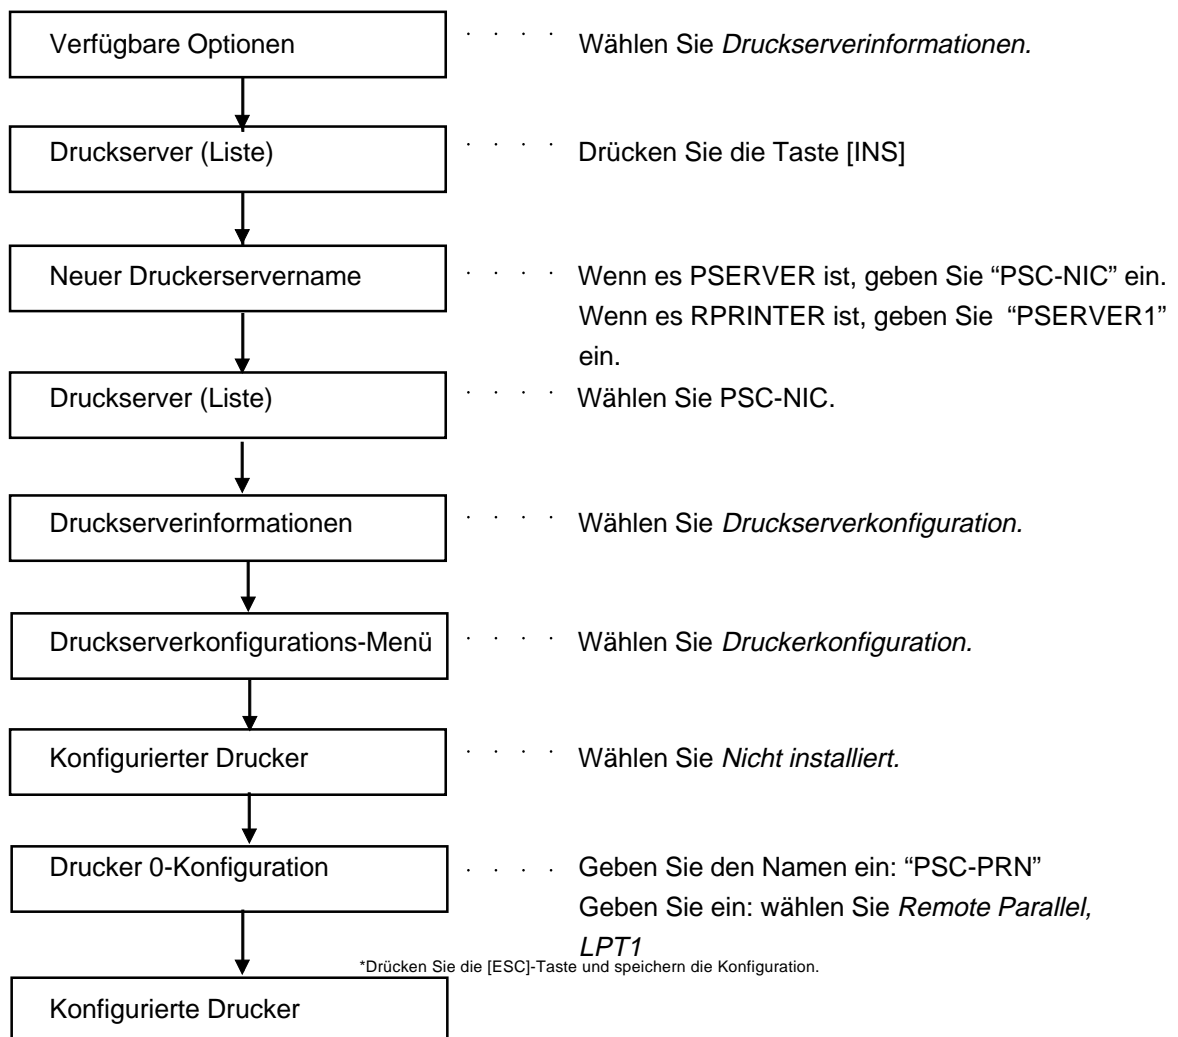 Verfügbare Optionen · · · · Wählen Sie Druckserverinformationen.
Druckserver (Liste) · · · · Drücken Sie die Taste [INS]
Neuer Druckerservername · · · · Wenn es PSERVER ist, geben Sie “PSC-NIC” ein.
Wenn es RPRINTER ist, geben Sie “PSERVER1”
ein.
Druckserver (Liste) · · · · Wählen Sie PSC-NIC.
Druckserverinformationen · · · · Wählen Sie Druckserverkonfiguration.
Druckserverkonfigurations-Menü · · · · Wählen Sie Druckerkonfiguration.
Konfigurierter Drucker · · · · Wählen Sie Nicht installiert.
Drucker 0-Konfiguration · · · · Geben Sie den Namen ein: “PSC-PRN”
Geben Sie ein: wählen Sie Remote Parallel,
LPT1
*Drücken Sie die [ESC]-Taste und speichern die Konfiguration.
Konfigurierte Drucker